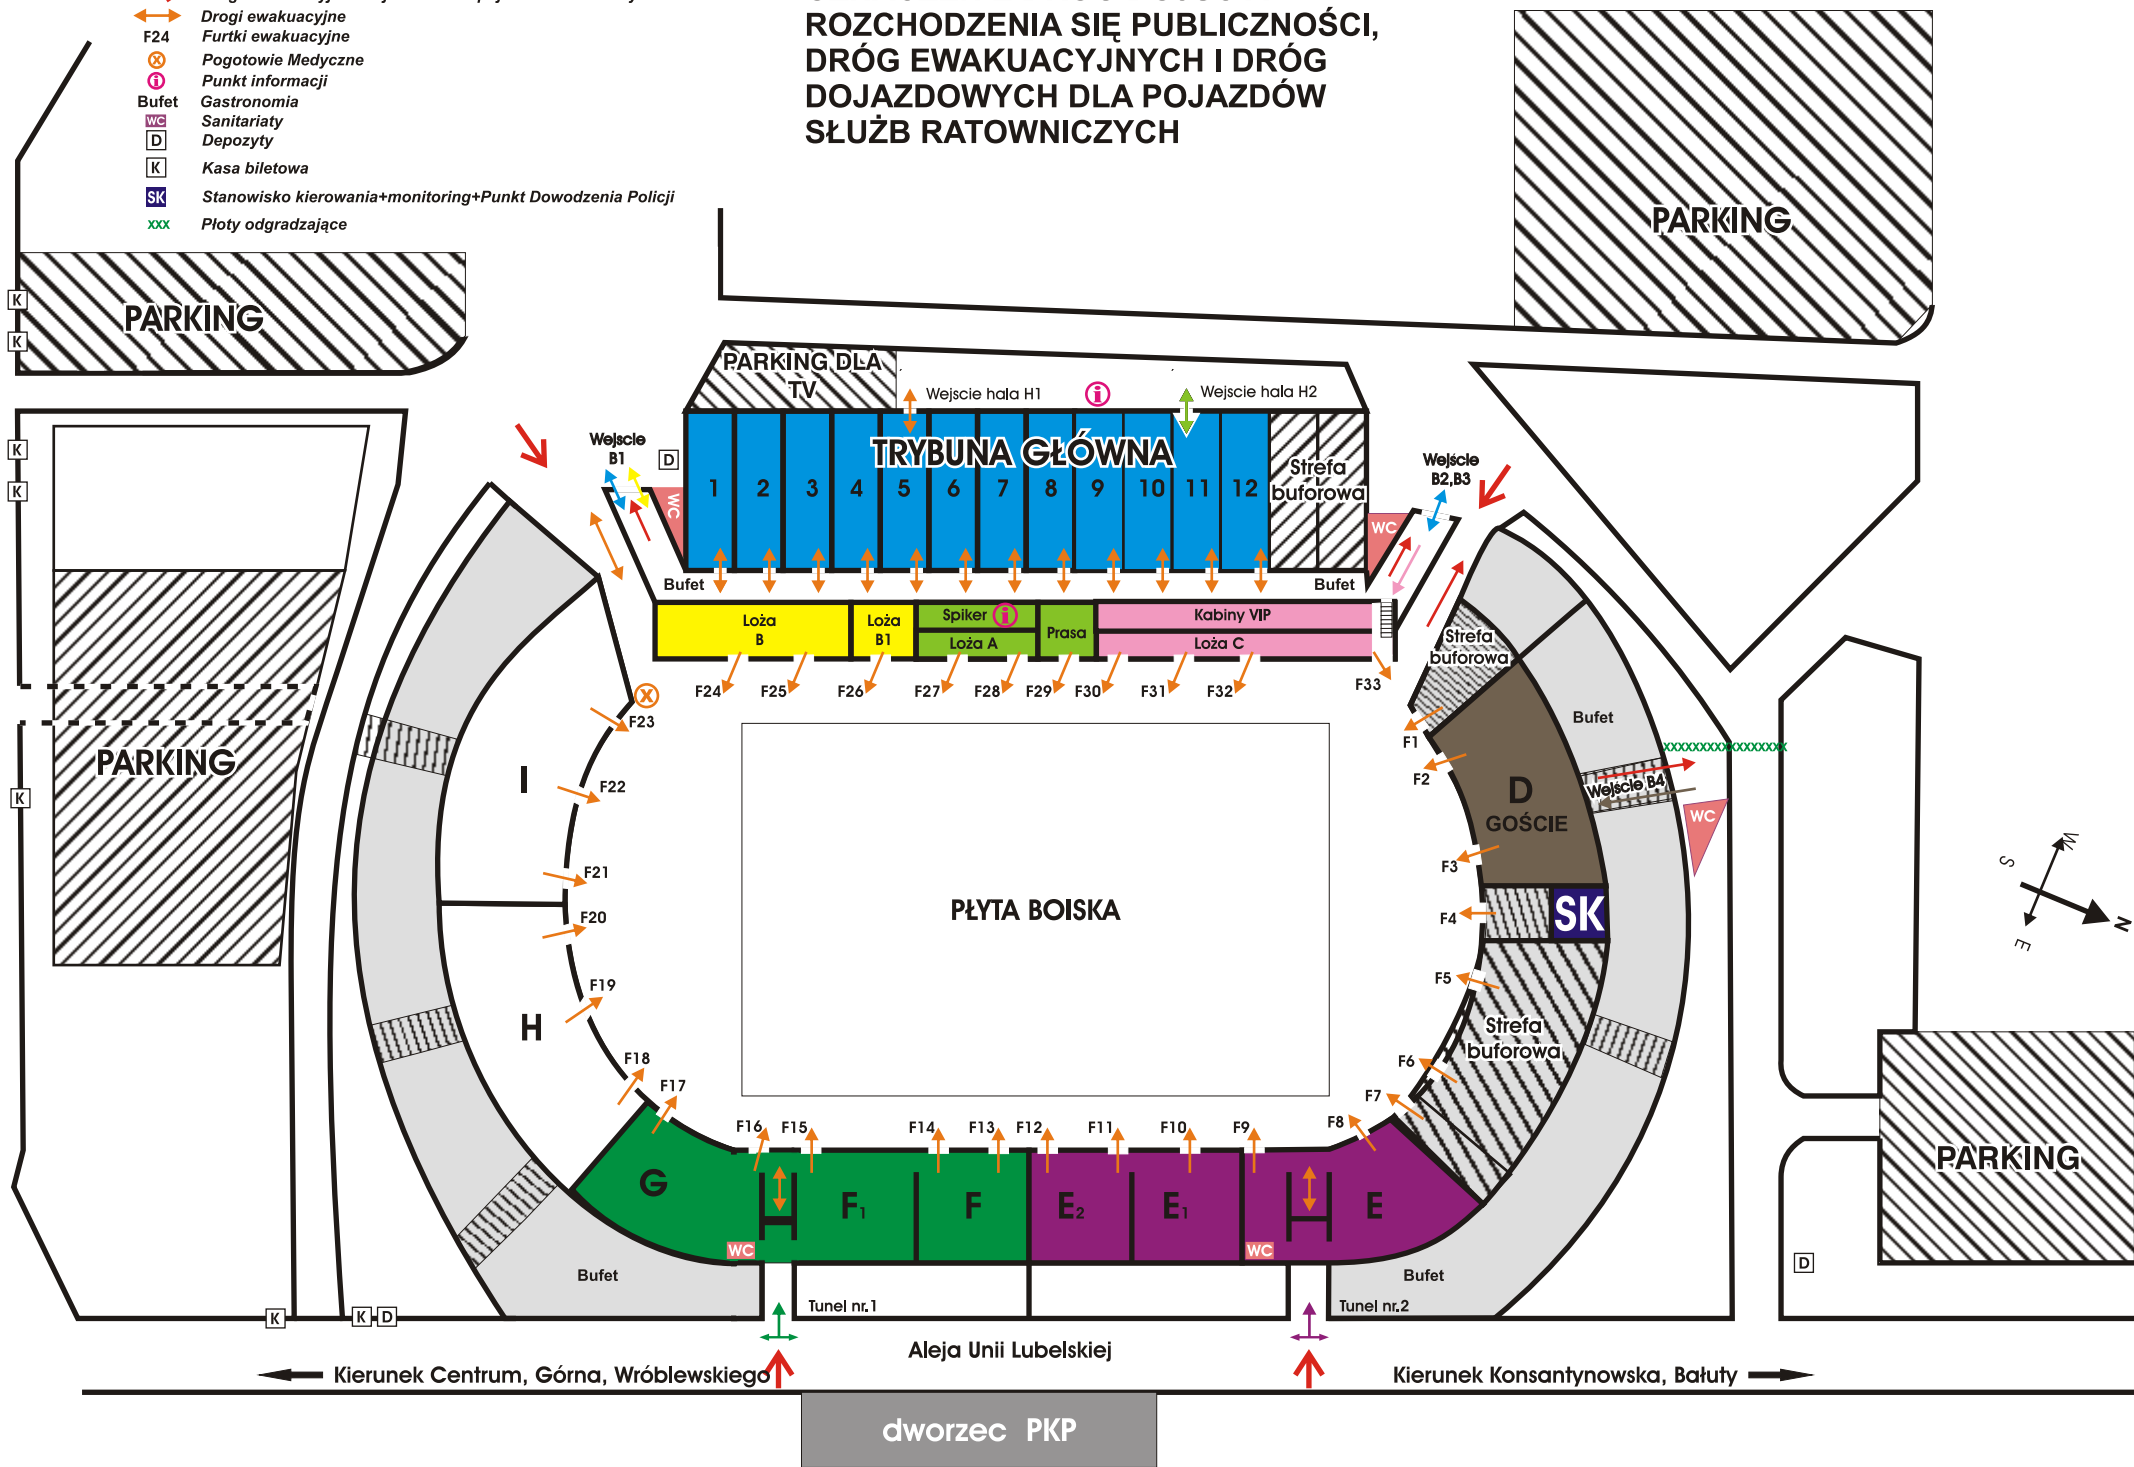 Drogi ewakuacyjne
F24 Furtki ewakuacyjne
Pogotowie Medyczne
i Punkt informacji
Bufet Gastronomia
WC Sanitariaty
D Depozyty
K Kasa biletowa
SK Stanowisko kierowania+monitoring+Punkt Dowodzenia Policji
xxx Płoty odgradzające
ROZCHODZENIA SIĘ PUBLICZNOŚCI,
DRÓG EWAKUACYJNYCH I DRÓG
DOJAZDOWYCH DLA POJAZDÓW
SŁUŻB RATOWNICZYCH
PARKING
PARKING
K
K
PARKING DLA
TV
Wejscie hala H1
i
Wejscie hala H2
K
K
Wejscie
B1
D
WC
TRYBUNA GŁÓWNA
1 2 3 4 5 6 7 8 9 10 11 12
Strefa
buforowa
WC
Wejście
B2,B3
Bufet
Bufet
Loża
B
Loża
B1
Spiker i
Loża A
Prasa
Kabiny VIP
Loża C
Strefa
buforowa
F24 F25 F26 F27 F28 F29 F30 F31 F32 F33
x
F23
F1
F2
Bufet
xxxxxxxxxxxxxxxxx
PARKING
I
F22
K
D
GOŚCIE
Wejście B4
WC
F3
F21
F20
PŁYTA BOISKA
F4
SK
W
S
N
E
F19
H
F5
Strefa
buforowa
F18
F17
F6
F7
F16 F15 F14 F13 F12 F11 F10 F9 F8
G
F1
F
E2
E1
E
WC
WC
PARKING
D
Bufet
Bufet
Tunel nr.1
Tunel nr.2
K
K D
Aleja Unii Lubelskiej
Kierunek Centrum, Górna, Wróblewskiego
Kierunek Konsantynowska, Bałuty
dworzec PKP